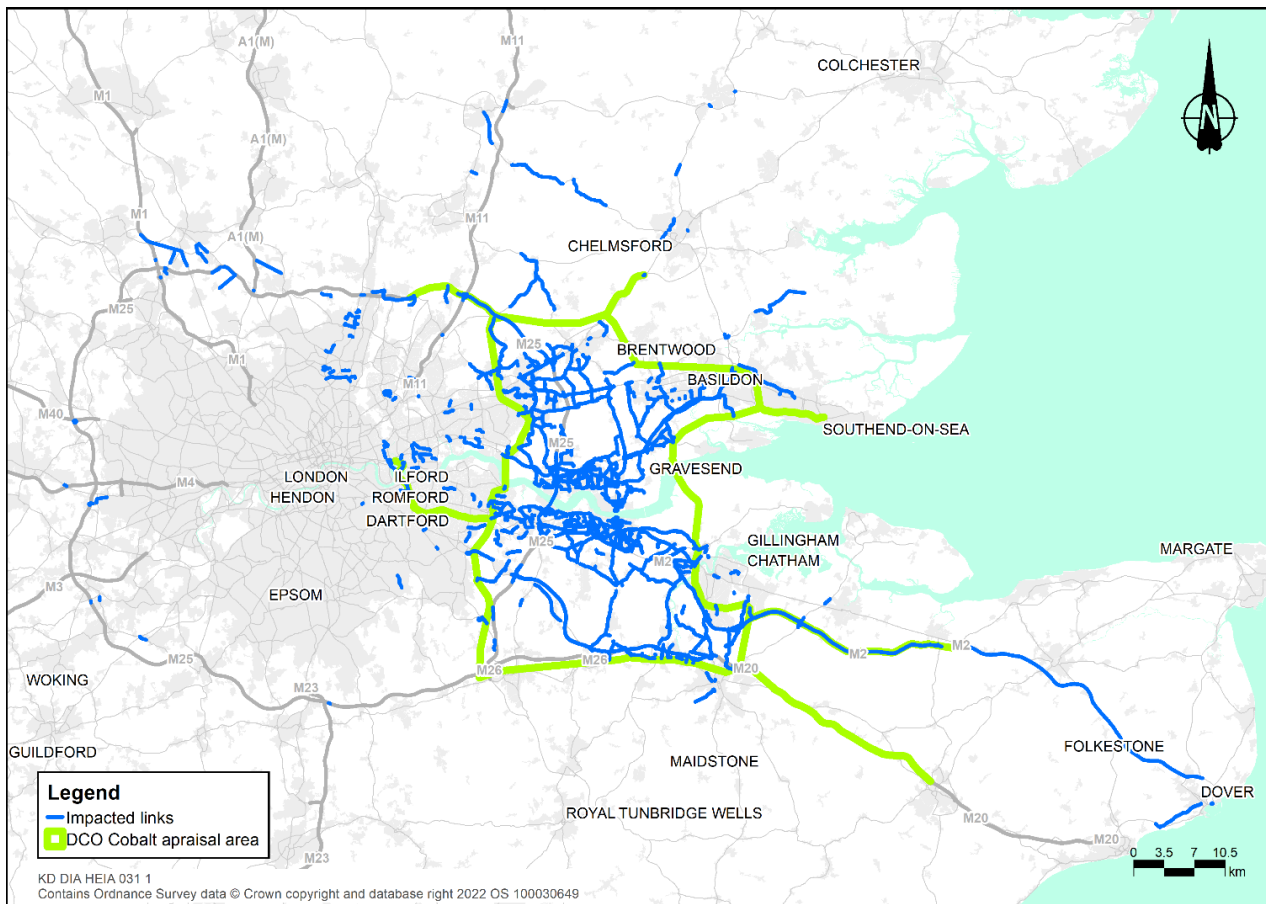 A1(M)
M11
COLCHESTER
M1
A1(M)
N
M1
A1(M)
M11
CHELMSFORD
M25
M25
BRENTWOOD
M1
M11
BASILDON
M40
SOUTHEND-ON-SEA
M25
GRAVESEND
M4
LONDON
ILFORD
HENDON
ROMFORD
DARTFORD
M25
GILLINGHAM
MARGATE
M2
CHATHAM
M3
EPSOM
M2
M2
M25
M26
M26
M20
WOKING
M23
GUILDFORD
FOLKESTONE
MAIDSTONE
DOVER
Legend
Impacted links
DCO Cobalt appraisal area
ROYAL TUNBRIDGE WELLS
M20
M20
M23
0 3.5 7 10.5
km
KD DIA HEIA 031 1
Contains Ordnance Survey data © Crown copyright and database right 2022 OS 100030649